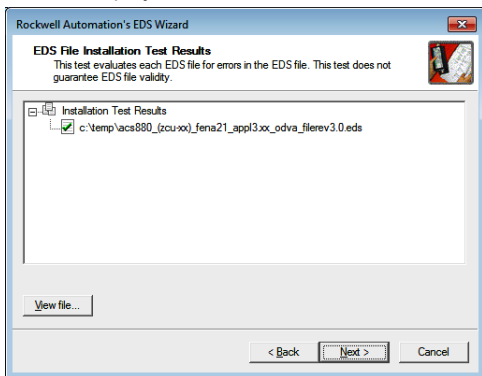 Rockwell Automation's EDS Wizard
EDS File Installation Test Results
This test evaluates each EDS file for errors in the EDS file. This test does not
guarantee EDS file validity.
Installation Test Results
c:\temp\acs880_(zcu-xx)_fena21_appl3.xx_odva_filerev3.0.eds
View file...
< Back
Next >
Cancel